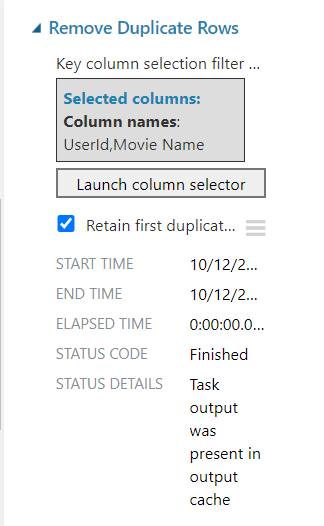 Remove Duplicate Rows
Key column selection filter ...
Selected columns:
Column names:
UserId,Movie Name
Launch column selector
Retain first duplicat...
START TIME 10/12/2...
END TIME 10/12/2...
ELAPSED TIME 0:00:00.0...
STATUS CODE Finished
STATUS DETAILS Task
output
was
present in
output
cache